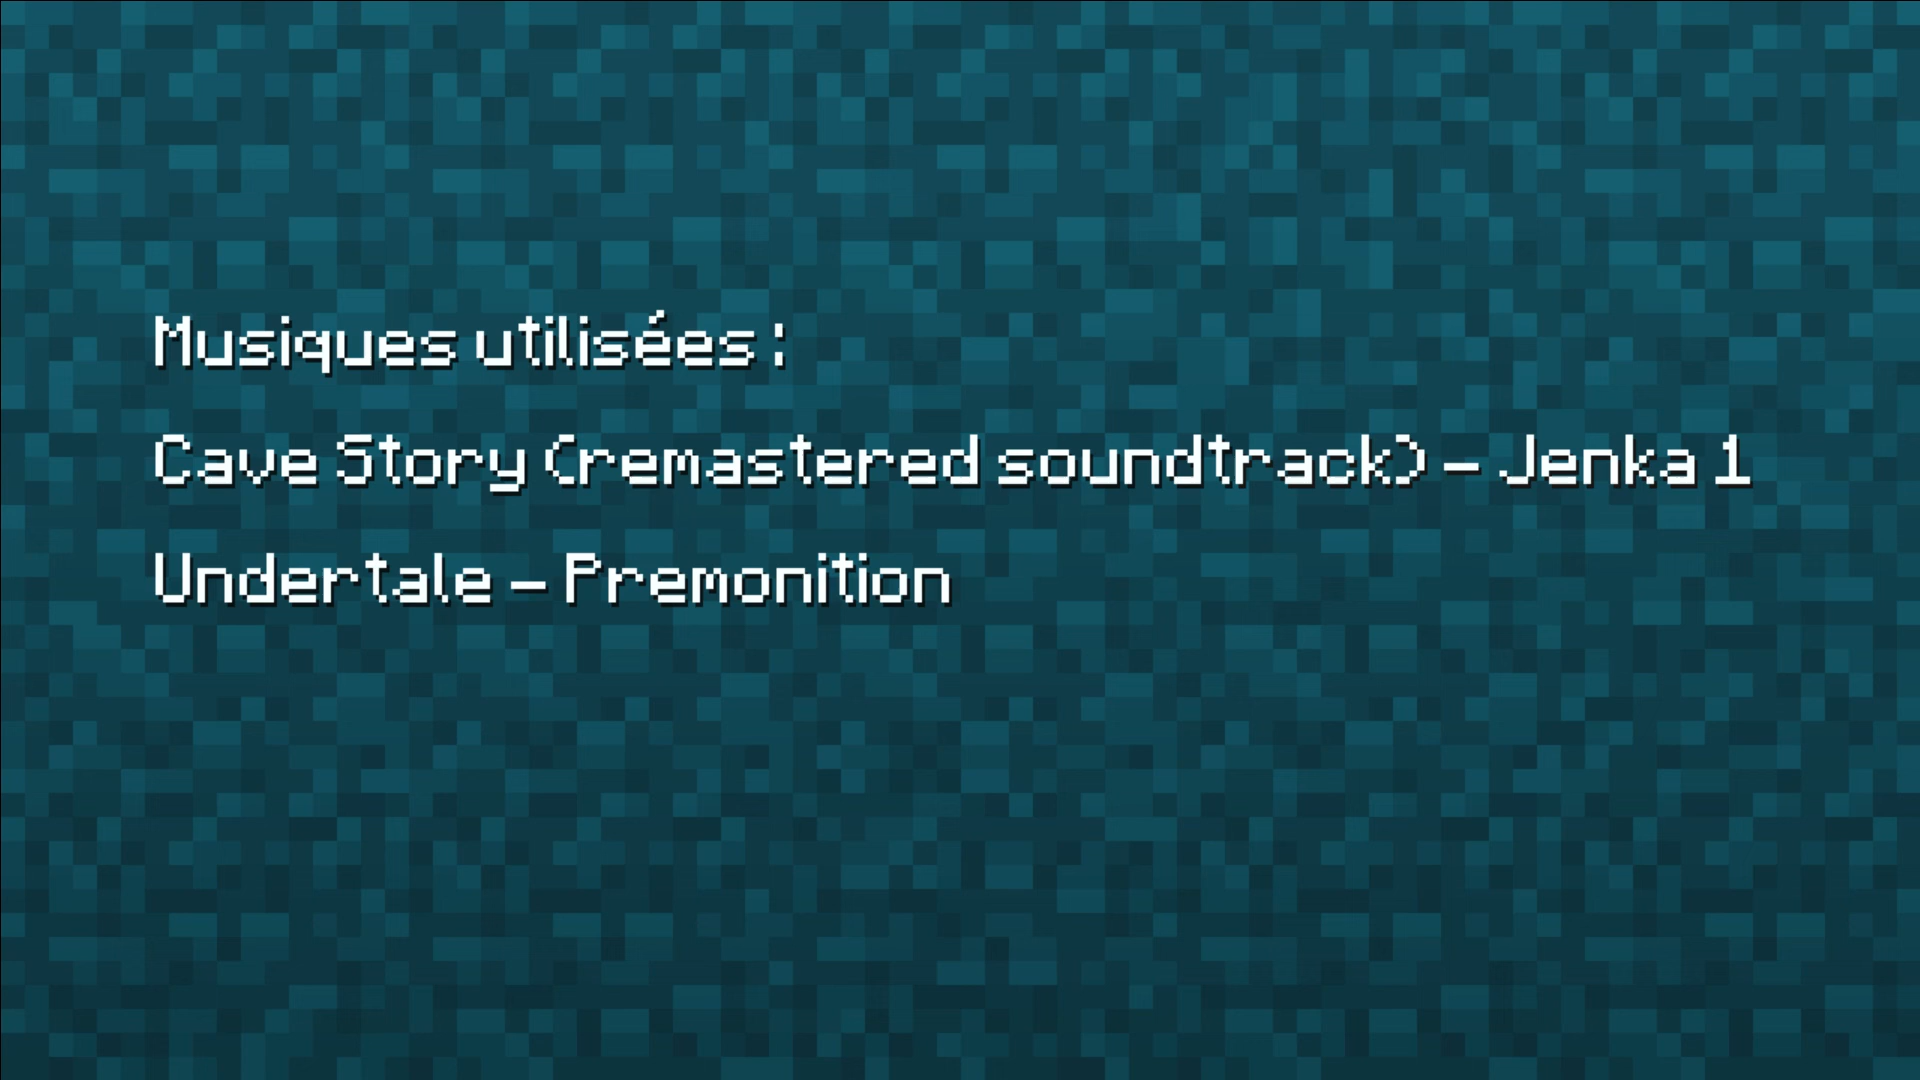 Musiques utilisées :
Cave Story (remastered soundtrack) – Jenka 1
Undertale – Premonition